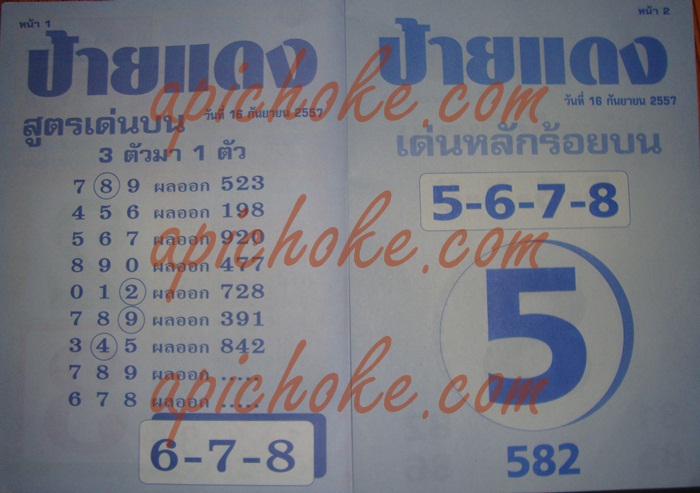 หน้า 1
ป้ายแดง
วันที่ 16 กันยายน 2557
สูตรเด่นบน
3 ตัวมา 1 ตัว
7 8 9 ผลออก 523
4 5 6 ผลออก 198
5 6 7 ผลออก 920
8 9 0 ผลออก 477
0 1 2 ผลออก 728
7 8 9 ผลออก 391
3 4 5 ผลออก 842
7 8 9 ผลออก .....
6 7 8 ผลออก .....
6-7-8
หน้า 2
ป้ายแดง
วันที่ 16 กันยายน 2557
เด่นหลักร้อยบน
5-6-7-8
5
582
apichoke.com
apichoke.com
apichoke.com